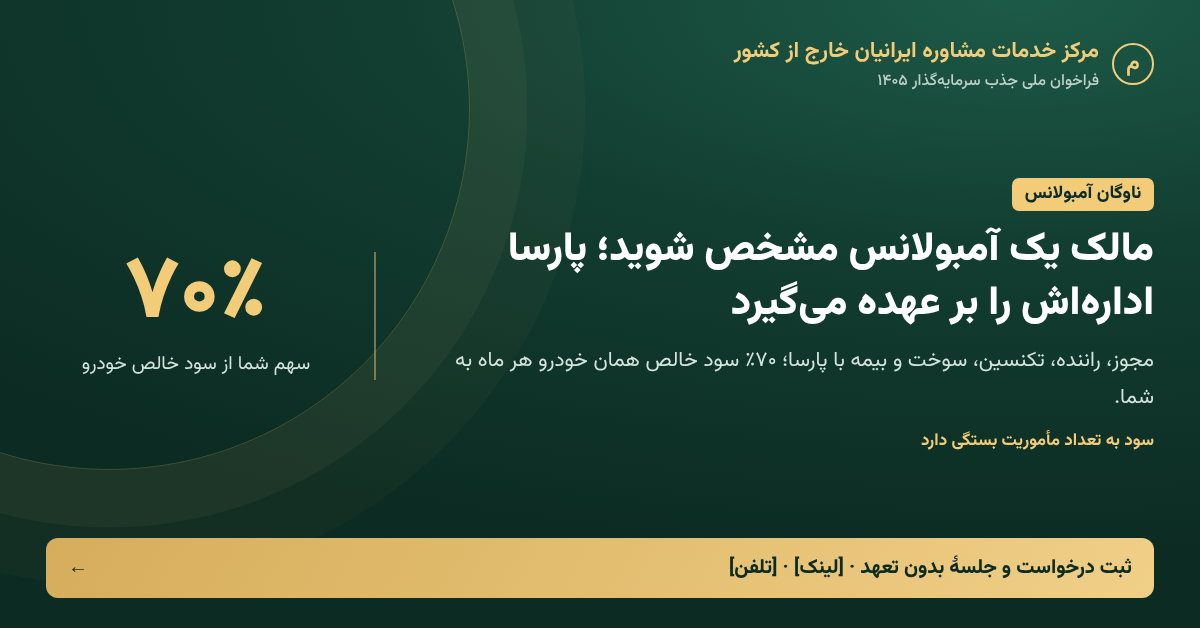 م
مرکز خدمات مشاوره ایرانیان خارج از کشور
فراخوان ملی جذب سرمایه‌گذار ۱۴۰۵
ناوگان آمبولانس
مالک یک آمبولانس مشخص شوید؛ پارسا
اداره‌اش را بر عهده می‌گیرد
مجوز، راننده، تکنسین، سوخت و بیمه با پارسا؛ ۷۰٪ سود خالص همان خودرو هر ماه به
شما.
سود به تعداد مأموریت بستگی دارد
۷۰٪
سهم شما از سود خالص خودرو
ثبت درخواست و جلسهٔ بدون تعهد · [لینک] · [تلفن] ←